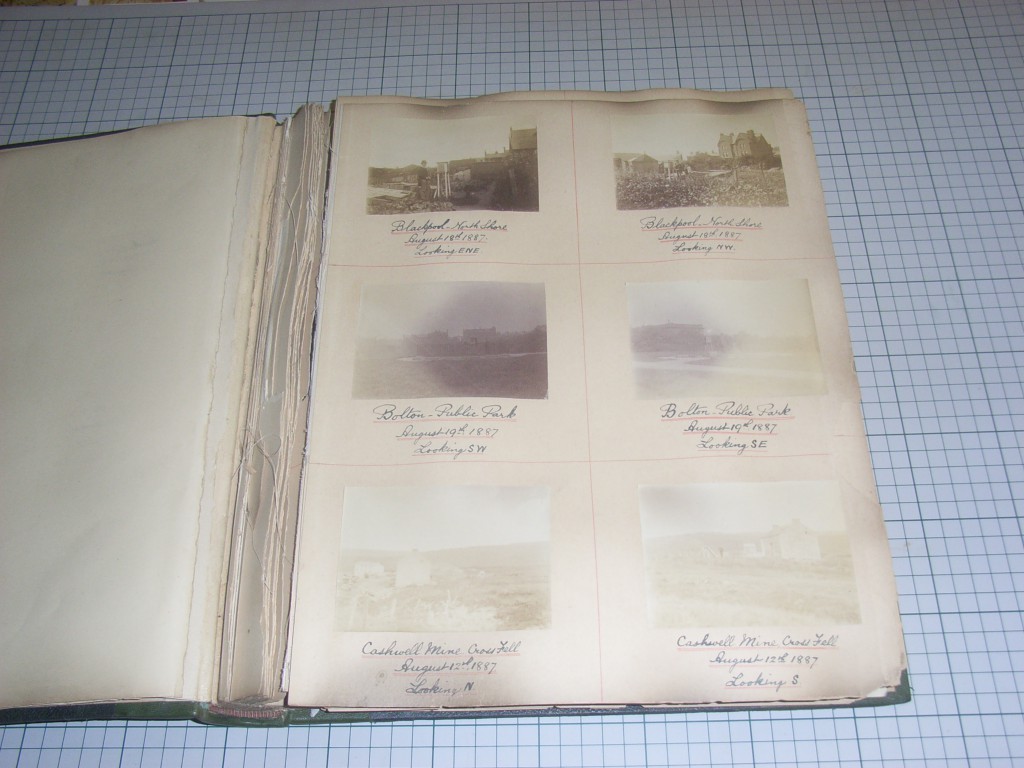 Blackpool-North Shore
August 18th 1887.
Looking ENE
Blackpool-North Shore
August 18th 1887
Looking NW.
Bolton-Public Park
August 19th 1887
Looking SW
Bolton-Public Park
August 19th 1887
Looking SE
Cashwell Mine, Cross Fell
August 12th 1887
Looking N
Cashwell Mine, Cross Fell
August 12th 1887
Looking S